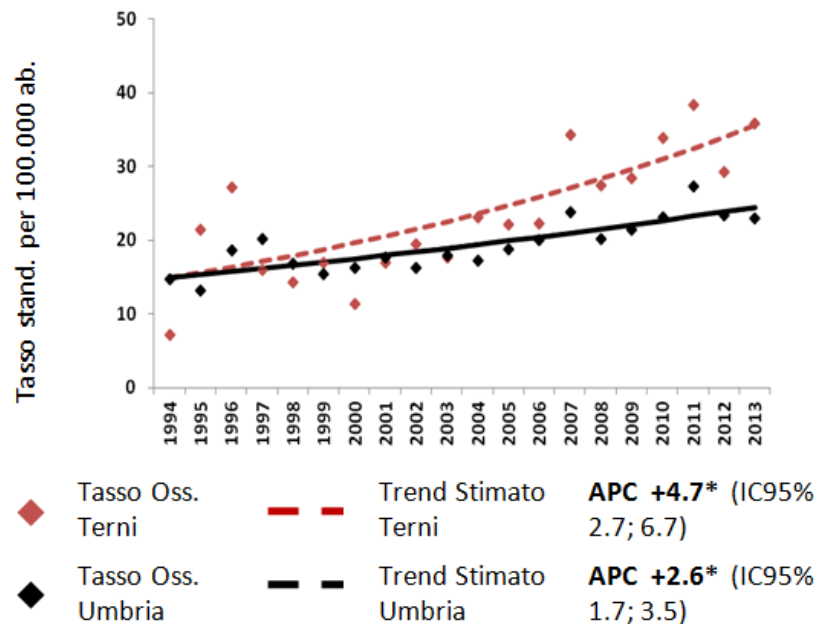 Tasso stand. per 100.000 ab.
50
40
30
20
10
0
1994
1995
1996
1997
1998
1999
2000
2001
2002
2003
2004
2005
2006
2007
2008
2009
2010
2011
2012
2013
Tasso Oss.
Terni
Trend Stimato
Terni
APC +4.7* (IC95%
2.7; 6.7)
Tasso Oss.
Umbria
Trend Stimato
Umbria
APC +2.6* (IC95%
1.7; 3.5)